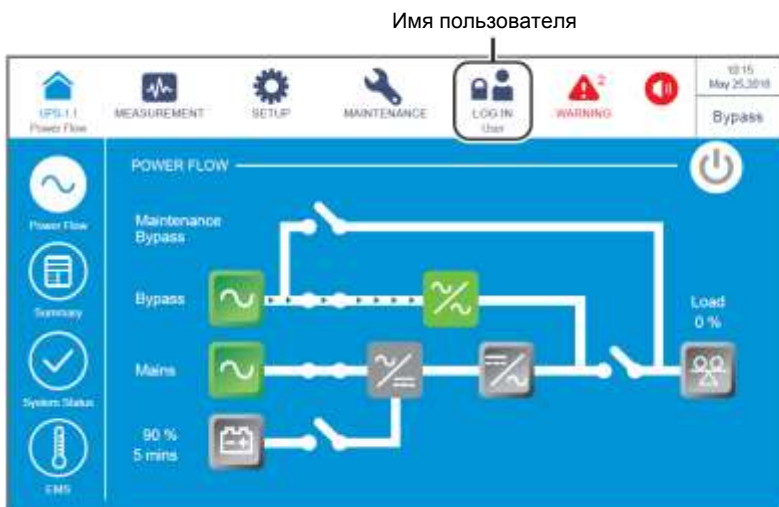 Имя пользователя
10:15
May 25,2018
UPS-1.1
Power Flow
MEASUREMENT
SETUP
MAINTENANCE
LOG IN
User
2
WARNING
Bypass
POWER FLOW
Power Flow
Maintenance
Bypass
Bypass
Summary
Load
0 %
Mains
System Status
90 %
5 mins
EMS